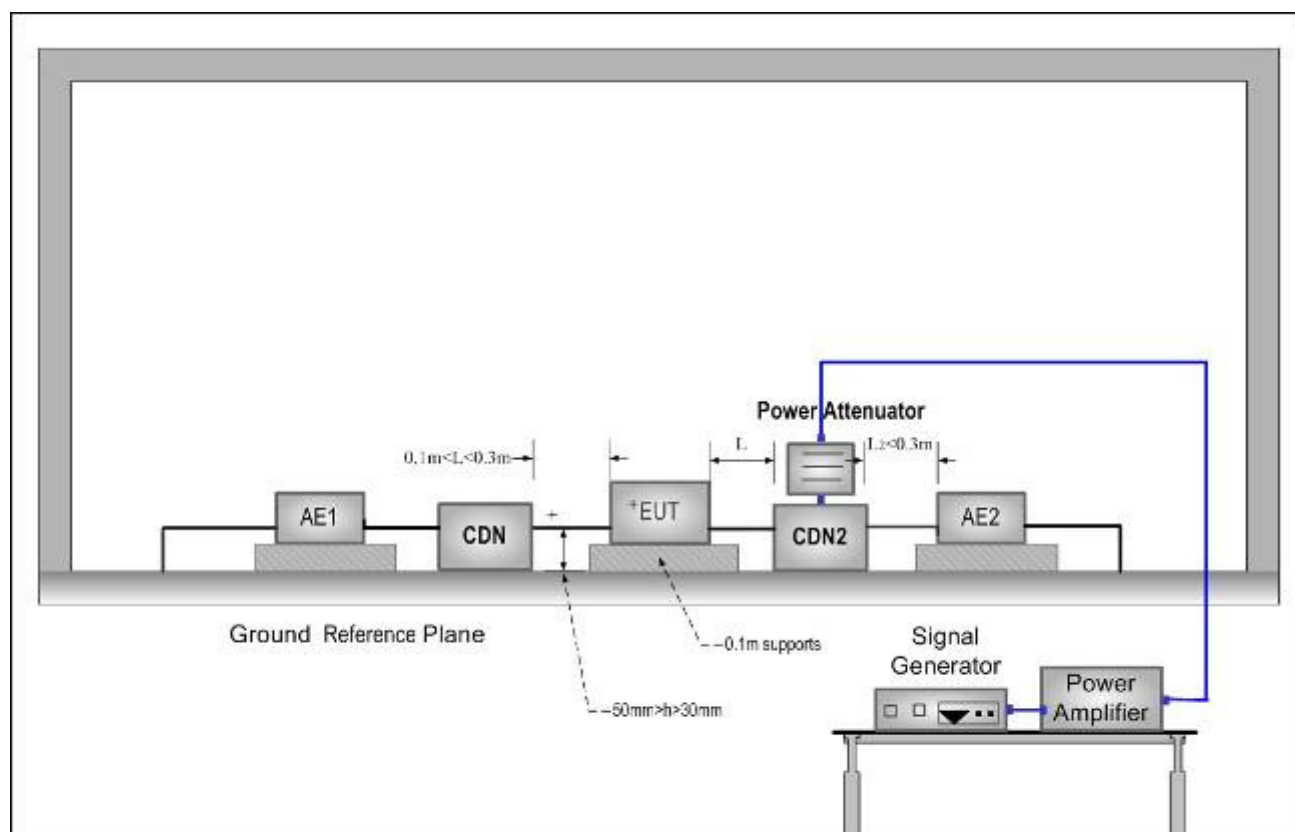 Power Attenuator
0.1m<L<0.3m
L
L2<0.3m
AE1
CDN
+
+EUT
CDN2
AE2
Ground Reference Plane
--0.1m supports
--50mm>h>30mm
Signal
Generator
Power
Amplifier